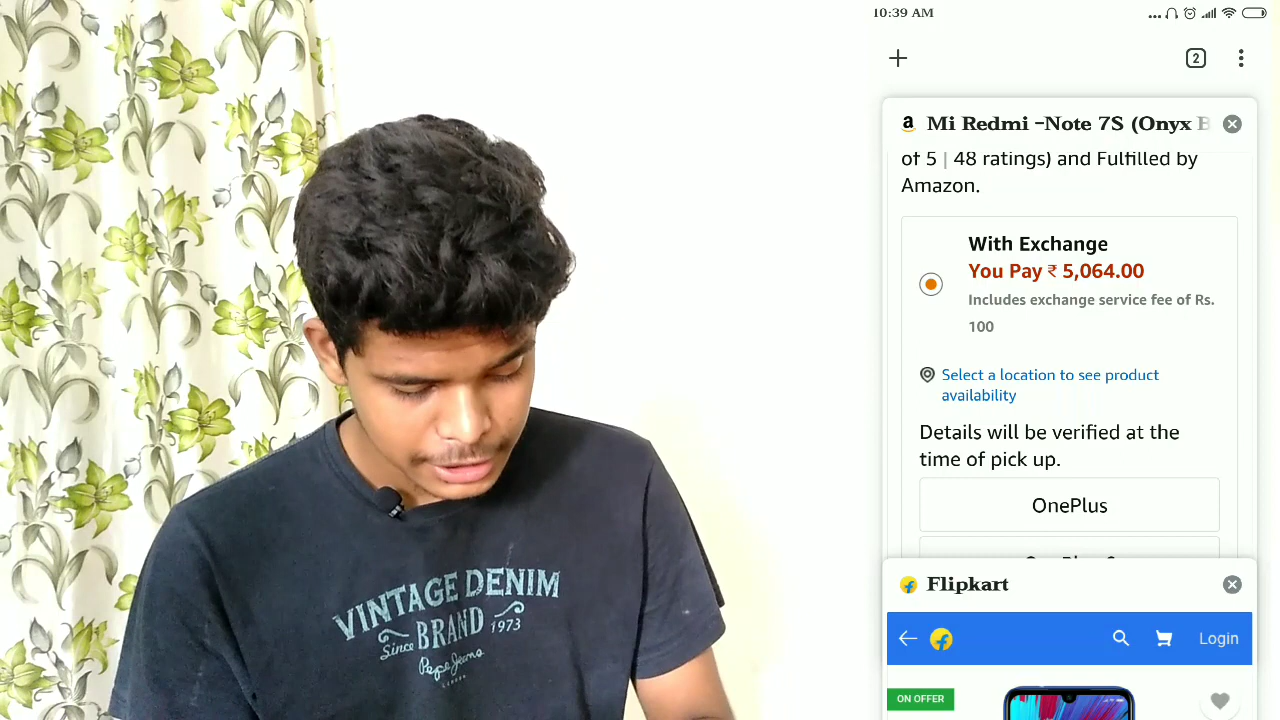 VINTAGE DENIM
Since BRAND 1973
Pepe Jeans
LONDON
10:39 AM
2
a Mi Redmi -Note 7S (Onyx B
of 5 | 48 ratings) and Fulfilled by
Amazon.
With Exchange
You Pay ₹ 5,064.00
Includes exchange service fee of Rs.
100
Select a location to see product
availability
Details will be verified at the
time of pick up.
OnePlus
Flipkart
Login
ON OFFER